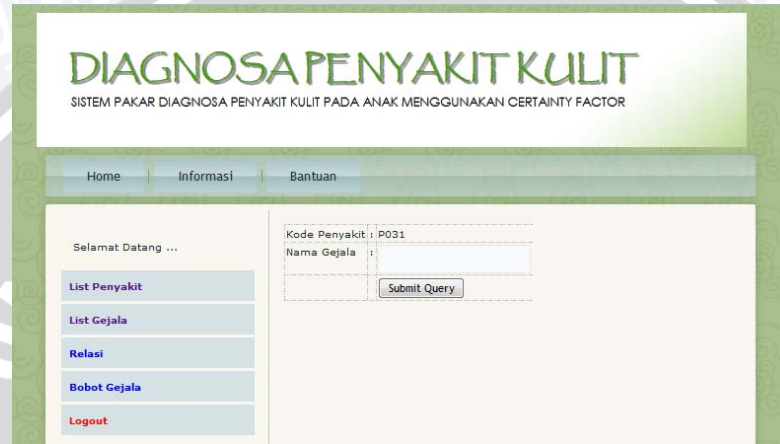 DIAGNOSA PENYAKIT KULIT
SISTEM PAKAR DIAGNOSA PENYAKIT KULIT PADA ANAK MENGGUNAKAN CERTAINTY FACTOR
Home | Informasi | Bantuan
Selamat Datang ...
List Penyakit
List Gejala
Relasi
Bobot Gejala
Logout
Kode Penyakit : P031
Nama Gejala :
Submit Query